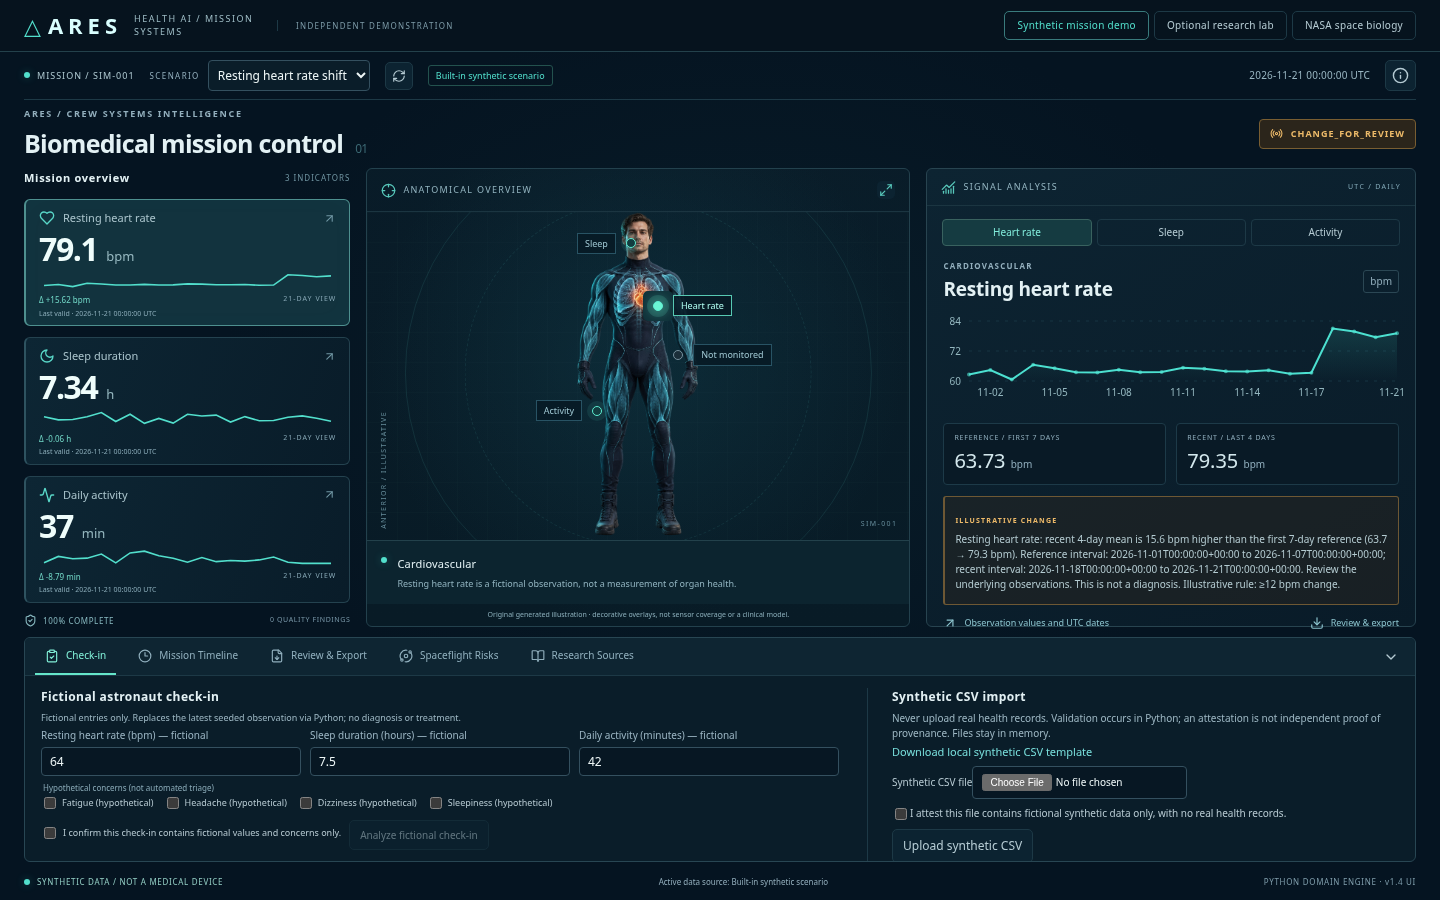 △ ARES
HEALTH AI / MISSION
SYSTEMS
INDEPENDENT DEMONSTRATION
Synthetic mission demo
Optional research lab
NASA space biology
MISSION / SIM-001
SCENARIO
Resting heart rate shift
Built-in synthetic scenario
2026-11-21 00:00:00 UTC
ARES / CREW SYSTEMS INTELLIGENCE
Biomedical mission control 01
CHANGE_FOR_REVIEW
Mission overview
3 INDICATORS
Resting heart rate
79.1 bpm
Δ +15.62 bpm
21-DAY VIEW
Last valid · 2026-11-21 00:00:00 UTC
Sleep duration
7.34 h
Δ -0.06 h
21-DAY VIEW
Last valid · 2026-11-21 00:00:00 UTC
Daily activity
37 min
Δ -8.79 min
21-DAY VIEW
Last valid · 2026-11-21 00:00:00 UTC
100% COMPLETE
0 QUALITY FINDINGS
ANATOMICAL OVERVIEW
Sleep
Heart rate
Not monitored
Activity
ANTERIOR / ILLUSTRATIVE
SIM-001
Cardiovascular
Resting heart rate is a fictional observation, not a measurement of organ health.
Original generated illustration · decorative overlays, not sensor coverage or a clinical model.
SIGNAL ANALYSIS
UTC / DAILY
Heart rate
Sleep
Activity
CARDIOVASCULAR
Resting heart rate
bpm
84
72
60
11-02
11-05
11-08
11-11
11-14
11-17
11-21
REFERENCE / FIRST 7 DAYS
63.73 bpm
RECENT / LAST 4 DAYS
79.35 bpm
ILLUSTRATIVE CHANGE
Resting heart rate: recent 4-day mean is 15.6 bpm higher than the first 7-day reference (63.7
→ 79.3 bpm). Reference interval: 2026-11-01T00:00:00+00:00 to 2026-11-07T00:00:00+00:00;
recent interval: 2026-11-18T00:00:00+00:00 to 2026-11-21T00:00:00+00:00. Review the
underlying observations. This is not a diagnosis. Illustrative rule: ≥12 bpm change.
Observation values and UTC dates
Review & export
Check-in
Mission Timeline
Review & Export
Spaceflight Risks
Research Sources
Fictional astronaut check-in
Fictional entries only. Replaces the latest seeded observation via Python; no diagnosis or treatment.
Resting heart rate (bpm) — fictional
Sleep duration (hours) — fictional
Daily activity (minutes) — fictional
64
7.5
42
Hypothetical concerns (not automated triage)
Fatigue (hypothetical)
Headache (hypothetical)
Dizziness (hypothetical)
Sleepiness (hypothetical)
I confirm this check-in contains fictional values and concerns only.
Analyze fictional check-in
Synthetic CSV import
Never upload real health records. Validation occurs in Python; an attestation is not independent proof of
provenance. Files stay in memory.
Download local synthetic CSV template
Synthetic CSV file
Choose File No file chosen
I attest this file contains fictional synthetic data only, with no real health records.
Upload synthetic CSV
SYNTHETIC DATA / NOT A MEDICAL DEVICE
Active data source: Built-in synthetic scenario
PYTHON DOMAIN ENGINE · v1.4 UI